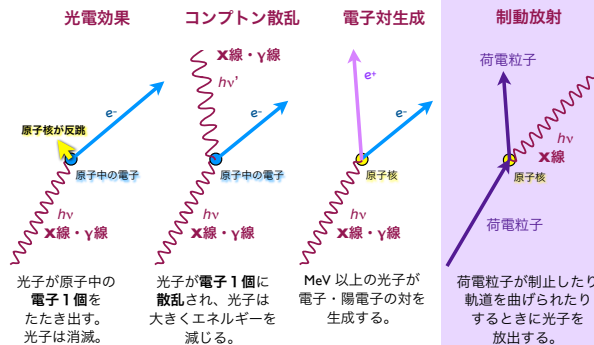 光電効果
e-
原子核が反跳
原子中の電子
hν
X線・γ線
光子が原子中の
電子1個を
たたき出す。
光子は消滅。
コンプトン散乱
X線・γ線
hν'
e-
原子中の電子
hν
X線・γ線
光子が電子1個に
散乱され、光子は
大きくエネルギーを
減じる。
電子対生成
e+
e-
原子核
hν
X線・γ線
MeV 以上の光子が
電子・陽電子の対を
生成する。
制動放射
荷電粒子
hν
X線
原子核
荷電粒子
荷電粒子が制止したり
軌道を曲げられたり
するときに光子を
放出する。